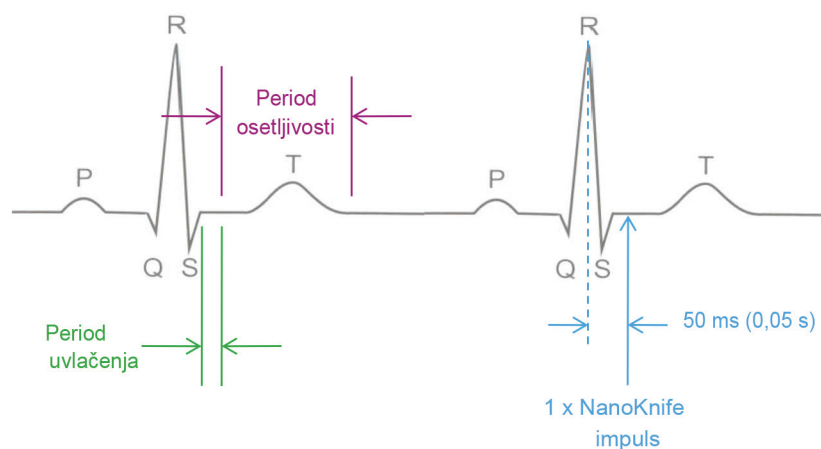 R
R
Period
osetljivosti
P
T
P
T
Q
S
Q
S
Period
uvlačenja
50 ms (0,05 s)
1 x NanoKnife
impuls